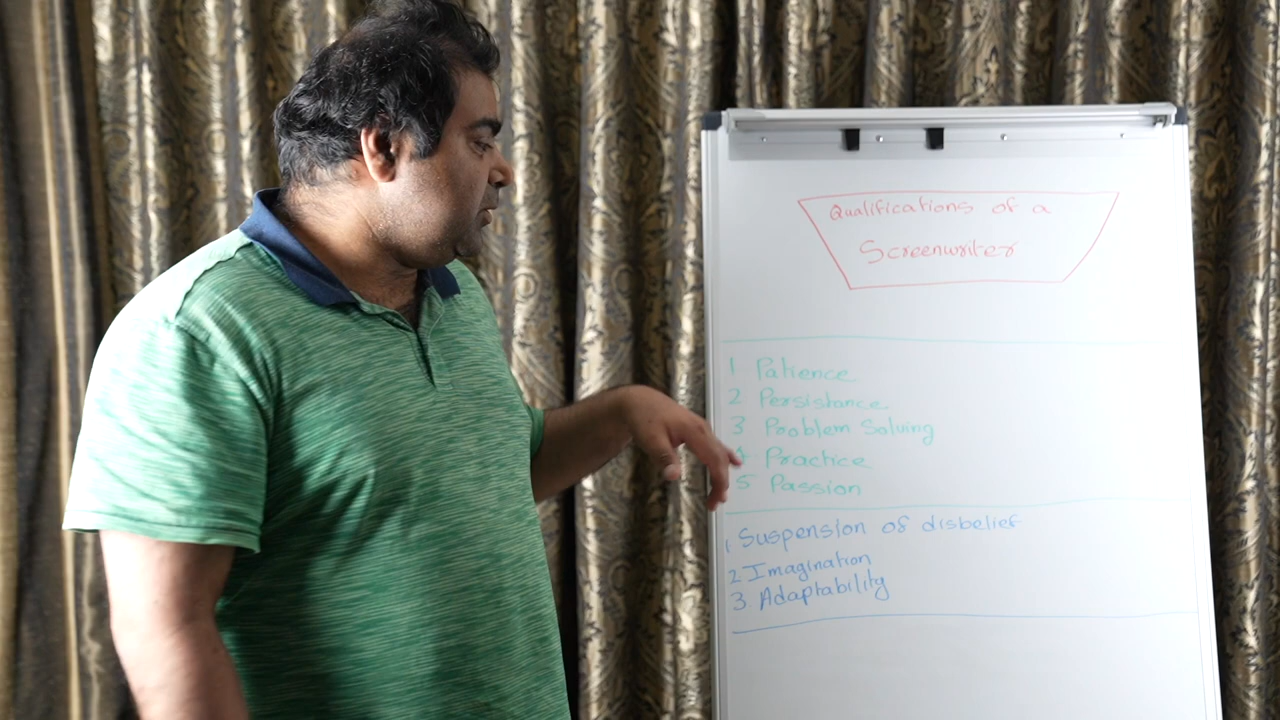 Qualifications of a
Screenwriter
1 Patience
2 Persistance
3 Problem Solving
4 Practice
5 Passion
1 Suspension of disbelief
2 Imagination
3 Adaptability